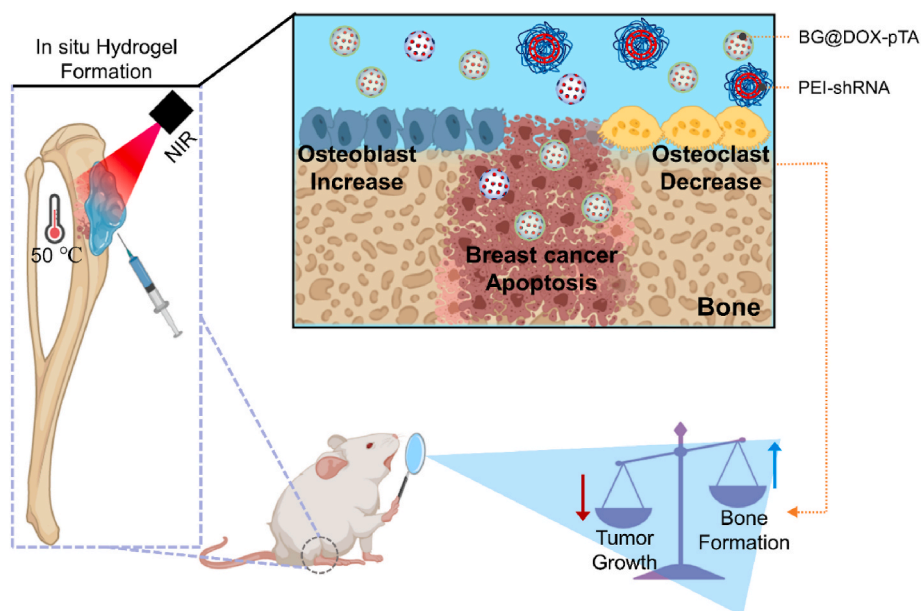 In situ Hydrogel
Formation
NIR
50 °C
BG@DOX-pTA
PEI-shRNA
Osteoblast
Increase
Osteoclast
Decrease
Breast cancer
Apoptosis
Bone
Tumor
Growth
Bone
Formation